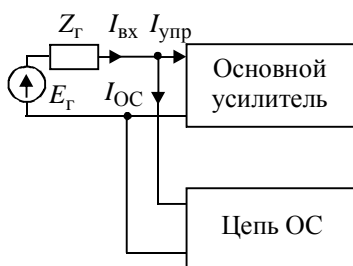 Zг Iвх Iупр
Eг
IОС
Основной
усилитель
Цепь ОС